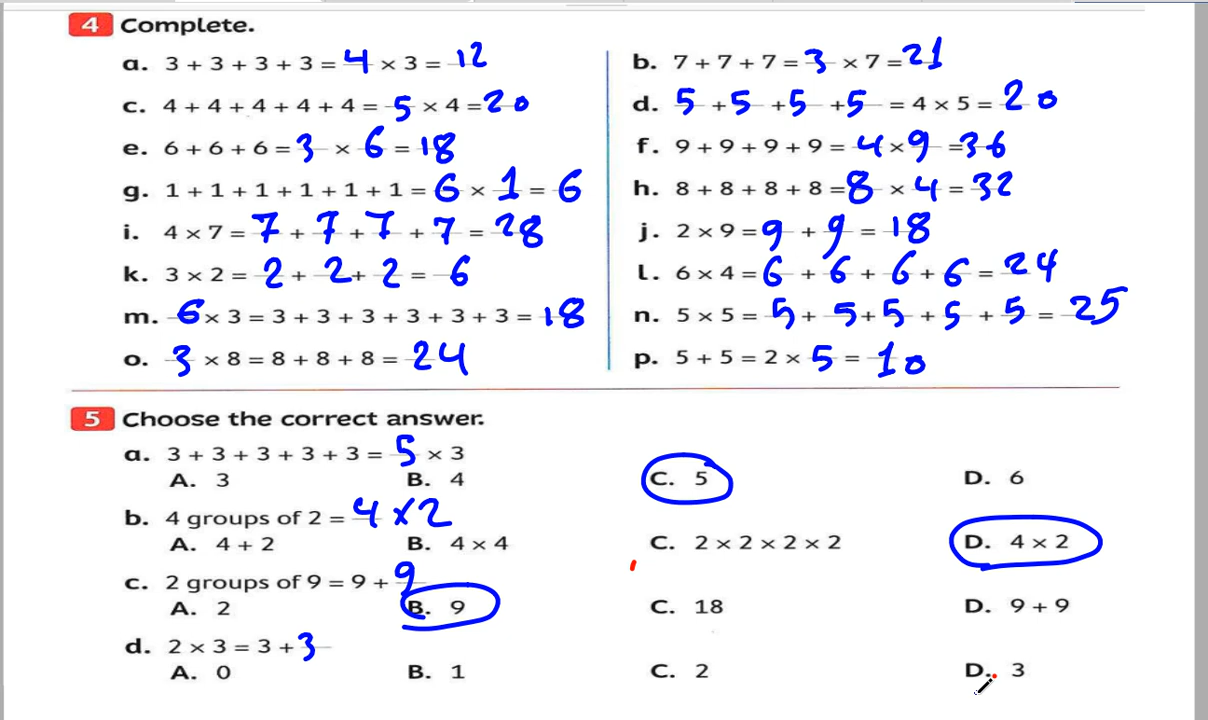 4 Complete.
a. 3 + 3 + 3 + 3 = 4 × 3 = 12
b. 7 + 7 + 7 = 3 × 7 = 21
c. 4 + 4 + 4 + 4 + 4 = 5 × 4 = 20
d. 5 + 5 + 5 + 5 = 4 × 5 = 20
e. 6 + 6 + 6 = 3 × 6 = 18
f. 9 + 9 + 9 + 9 = 4 × 9 = 36
g. 1 + 1 + 1 + 1 + 1 + 1 = 6 × 1 = 6
h. 8 + 8 + 8 + 8 = 8 × 4 = 32
i. 4 × 7 = 7 + 7 + 7 + 7 = 28
j. 2 × 9 = 9 + 9 = 18
k. 3 × 2 = 2 + 2 + 2 = 6
l. 6 × 4 = 6 + 6 + 6 + 6 = 24
m. 6 × 3 = 3 + 3 + 3 + 3 + 3 + 3 = 18
n. 5 × 5 = 5 + 5 + 5 + 5 + 5 = 25
o. 3 × 8 = 8 + 8 + 8 = 24
p. 5 + 5 = 2 × 5 = 10
5 Choose the correct answer.
a. 3 + 3 + 3 + 3 + 3 = 5 × 3
A. 3 B. 4 C. 5 D. 6
b. 4 groups of 2 = 4 × 2
A. 4 + 2 B. 4 × 4 C. 2 × 2 × 2 × 2 D. 4 × 2
c. 2 groups of 9 = 9 + 9
A. 2 B. 9 C. 18 D. 9 + 9
d. 2 × 3 = 3 + 3
A. 0 B. 1 C. 2 D. 3